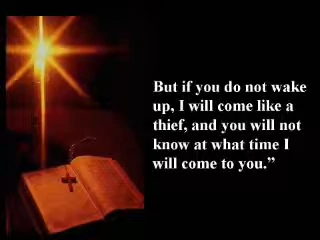 But if you do not wake
up, I will come like a
thief, and you will not
know at what time I
will come to you.”